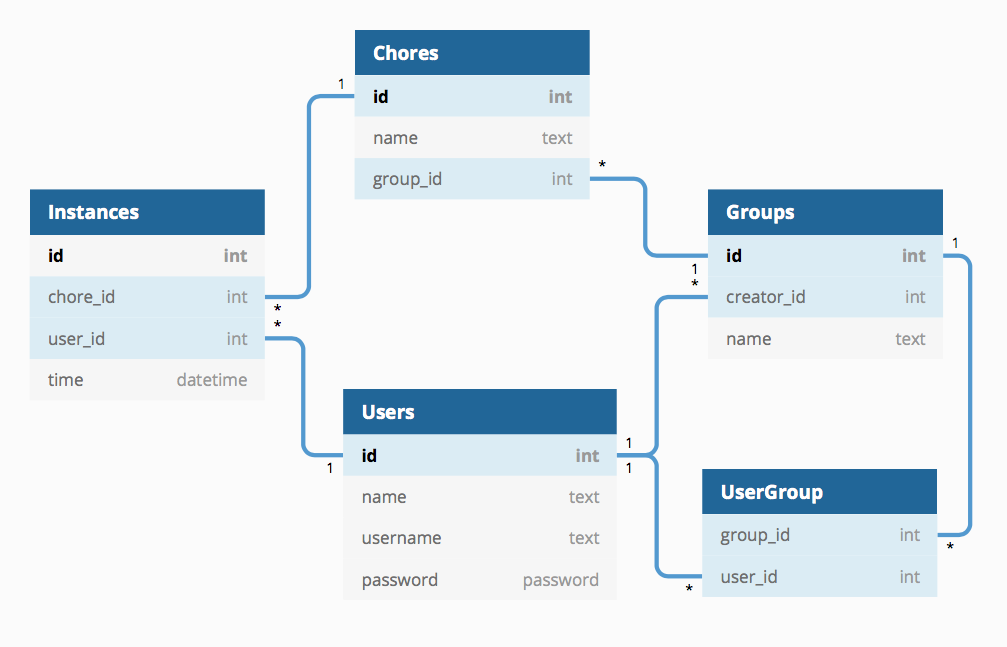 Chores
1
id int
name text
*
group_id int
Instances
id int
chore_id int
*
*
user_id int
time datetime
Groups
1
id int
1
*
creator_id int
name text
Users
1
id int
1
1
name text
username text
password password
UserGroup
group_id int
*
user_id int
*